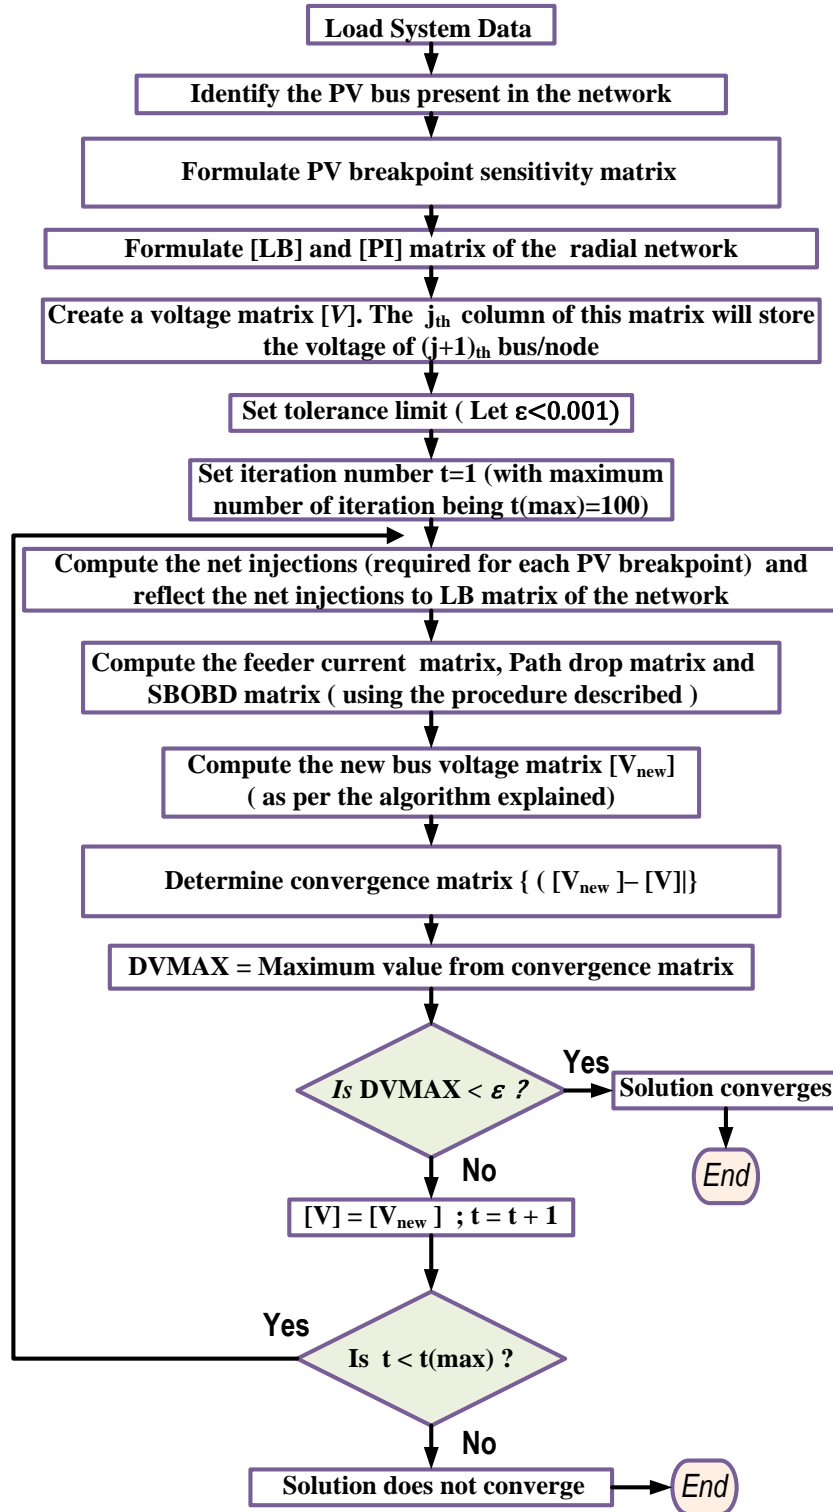 Load System Data
Identify the PV bus present in the network
Formulate PV breakpoint sensitivity matrix
Formulate [LB] and [PI] matrix of the radial network
Create a voltage matrix [V]. The jth column of this matrix will store
the voltage of (j+1)th bus/node
Set tolerance limit ( Let ε<0.001)
Set iteration number t=1 (with maximum
number of iteration being t(max)=100)
Compute the net injections (required for each PV breakpoint) and
reflect the net injections to LB matrix of the network
Compute the feeder current matrix, Path drop matrix and
SBOBD matrix ( using the procedure described )
Compute the new bus voltage matrix [Vnew]
( as per the algorithm explained)
Determine convergence matrix { ( [Vnew ]– [V]|}
DVMAX = Maximum value from convergence matrix
Is DVMAX < ε ?
Yes
Solution converges
End
No
[V] = [Vnew ] ; t = t + 1
Yes
Is t < t(max) ?
No
Solution does not converge
End